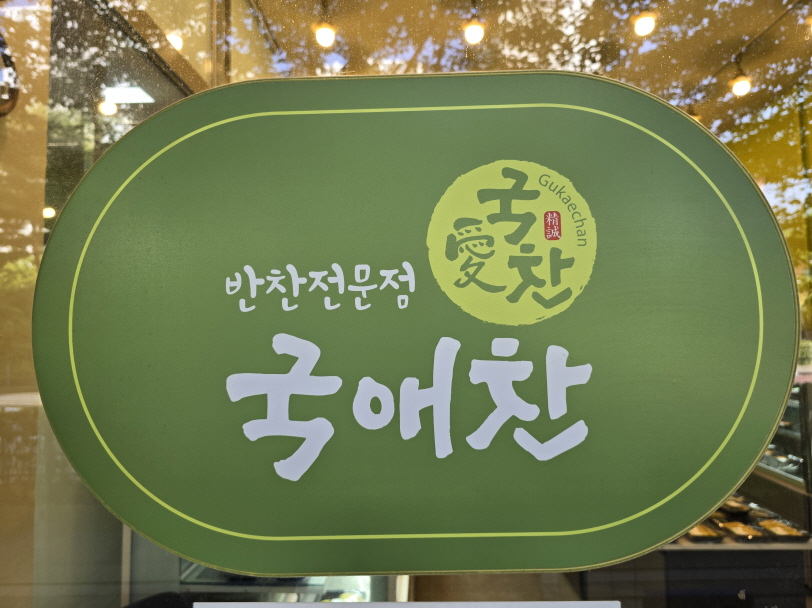 국
Gukaechan
精誠
愛
찬
반찬전문점
국애찬